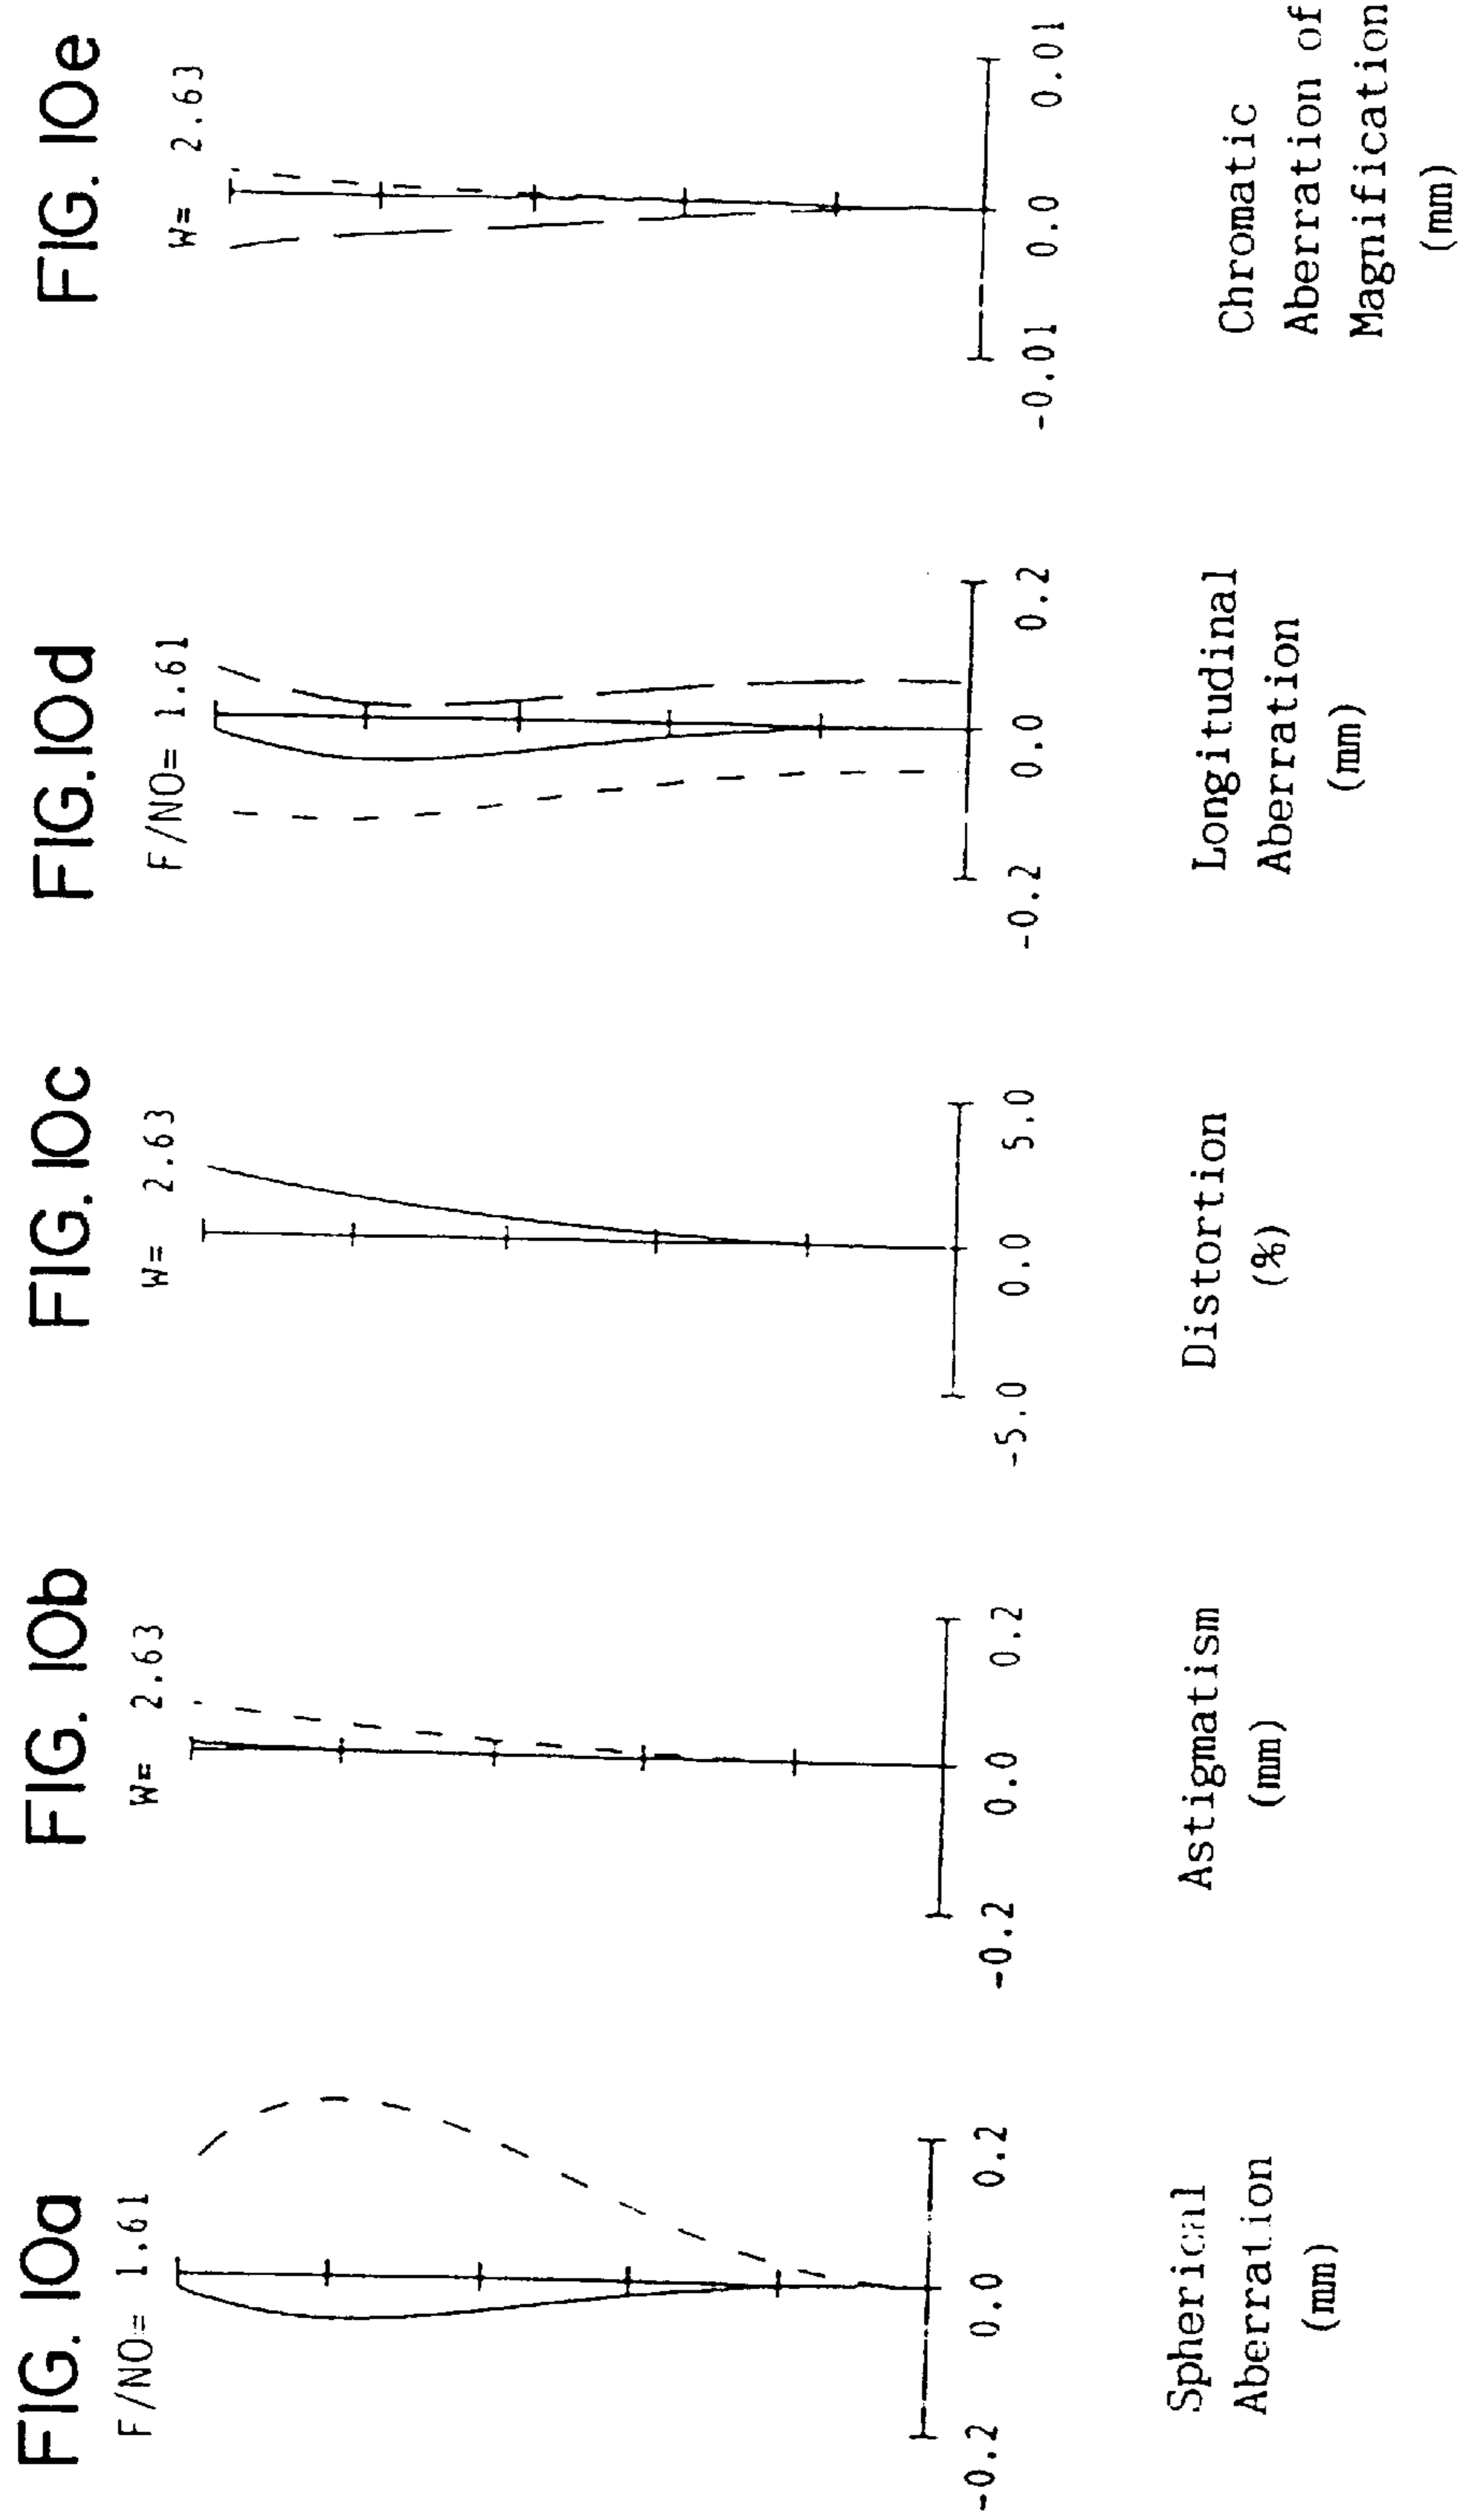 FIG. 10a
F/NO= 1.61
-0.2 0.0 0.2
Spherical
Aberration
(mm)
FIG. 10b
W= 2.63
-0.2 0.0 0.2
Astigmatism
(mm)
FIG. 10c
W= 2.63
-5.0 0.0 5.0
Distortion
(%)
FIG.10d
F/NO= 1.61
-0.2 0.0 0.2
Longitudinal
Aberration
(mm)
FIG. 10e
W= 2.63
-0.01 0.0 0.01
Chromatic
Aberration of
Magnification
(mm)